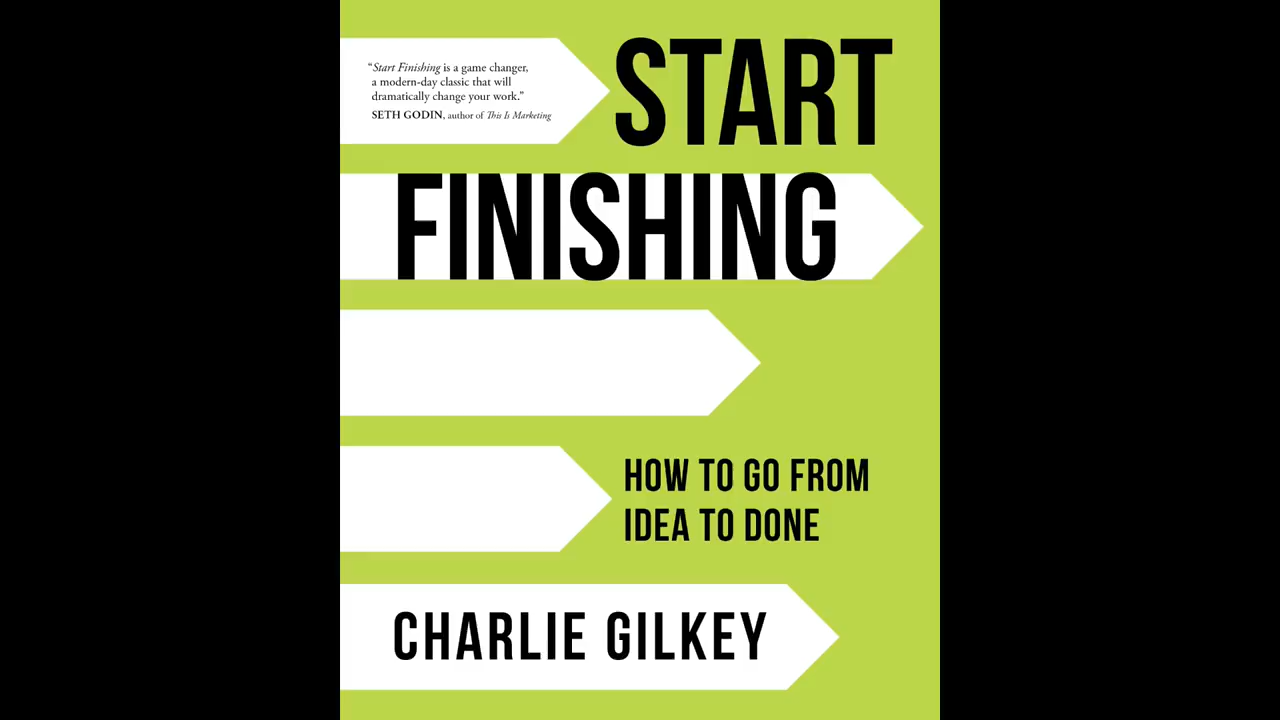 “Start Finishing is a game changer,
a modern-day classic that will
dramatically change your work.”
SETH GODIN, author of This Is Marketing
START
FINISHING
HOW TO GO FROM
IDEA TO DONE
CHARLIE GILKEY